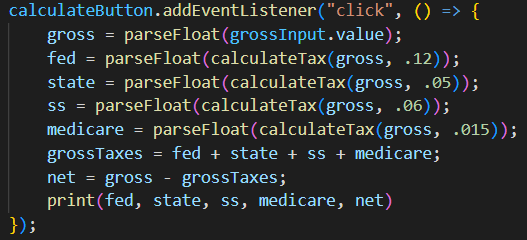 calculateButton.addEventListener("click", () => {
    gross = parseFloat(grossInput.value);
    fed = parseFloat(calculateTax(gross, .12));
    state = parseFloat(calculateTax(gross, .05));
    ss = parseFloat(calculateTax(gross, .06));
    medicare = parseFloat(calculateTax(gross, .015));
    grossTaxes = fed + state + ss + medicare;
    net = gross - grossTaxes;
    print(fed, state, ss, medicare, net)
});